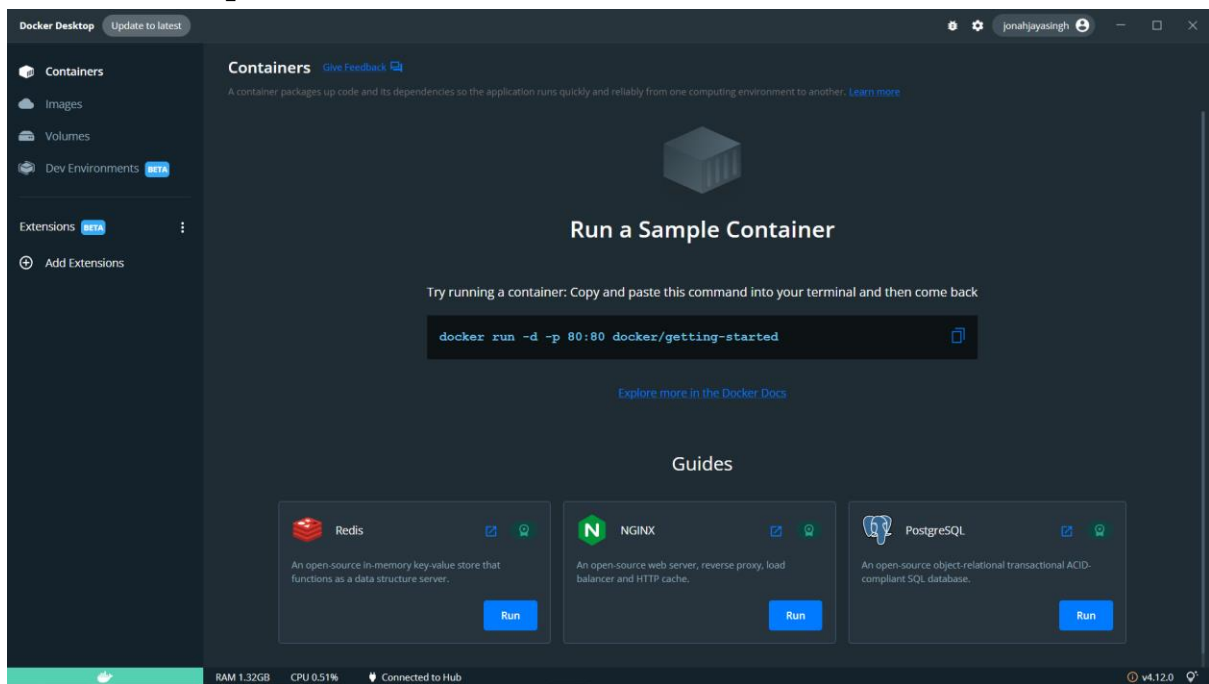 Docker Desktop Update to latest
jonahjayasingh
Containers
Images
Volumes
Dev Environments BETA
Extensions BETA
Add Extensions
Containers Give Feedback
A container packages up code and its dependencies so the application runs quickly and reliably from one computing environment to another. Learn more
Run a Sample Container
Try running a container: Copy and paste this command into your terminal and then come back
docker run -d -p 80:80 docker/getting-started
Explore more in the Docker Docs
Guides
Redis
An open-source in-memory key-value store that
functions as a data structure server.
Run
N NGINX
An open-source web server, reverse proxy, load
balancer and HTTP cache.
Run
PostgreSQL
An open-source object-relational transactional ACID-
compliant SQL database.
Run
RAM 1.32GB CPU 0.51% Connected to Hub
v4.12.0